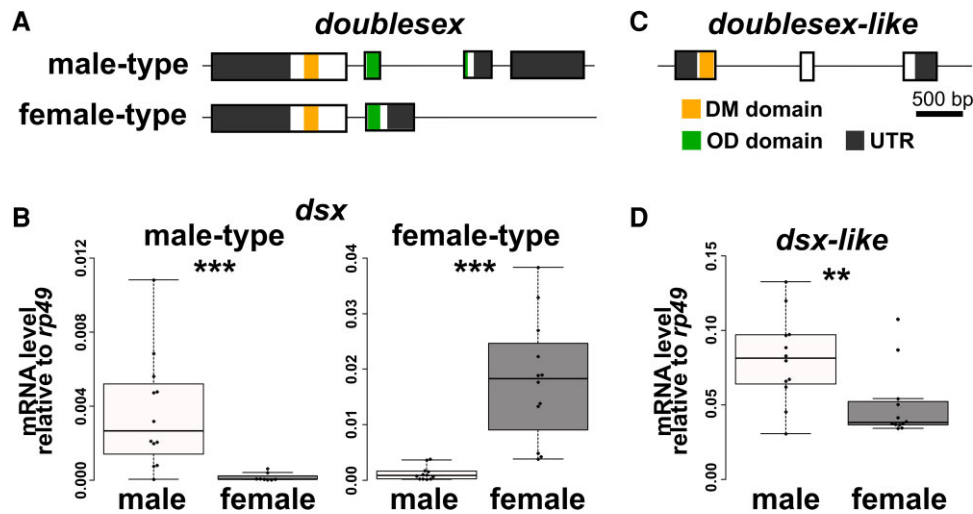 A
doublesex
male-type
female-type
C
doublesex-like
500 bp
DM domain
OD domain
UTR
B
dsx
male-type
***
mRNA level
relative to rp49
0.012
0.008
0.004
0.000
male
female
female-type
***
0.04
0.03
0.02
0.01
0.00
male
female
D
dsx-like
**
mRNA level
relative to rp49
0.15
0.10
0.05
0.00
male
female